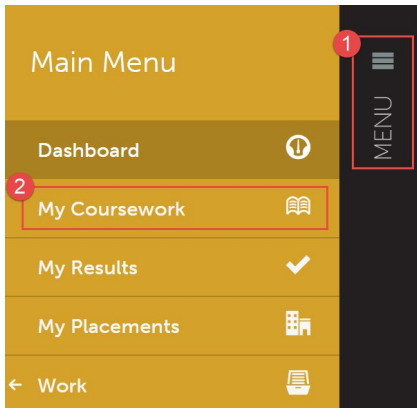 Main Menu
1
MENU
Dashboard
2
My Coursework
My Results
My Placements
Work